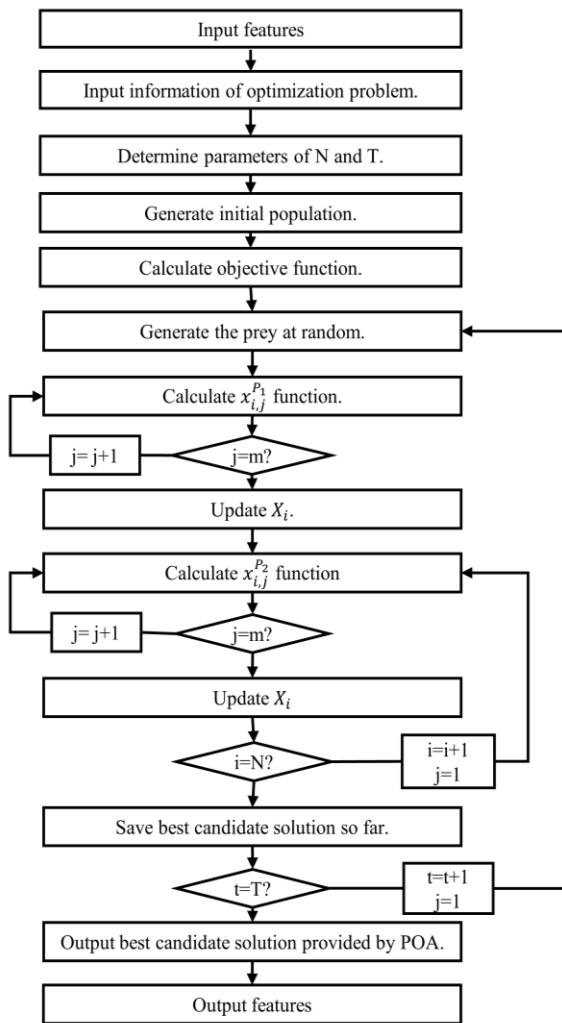 Input features
Input information of optimization problem.
Determine parameters of N and T.
Generate initial population.
Calculate objective function.
Generate the prey at random.
Calculate $x_{i,j}^{P_1}$ function.
j= j+1
j=m?
Update $X_i$.
Calculate $x_{i,j}^{P_2}$ function
j= j+1
j=m?
Update $X_i$
i=N?
i=i+1
j=1
Save best candidate solution so far.
t=T?
t=t+1
j=1
Output best candidate solution provided by POA.
Output features